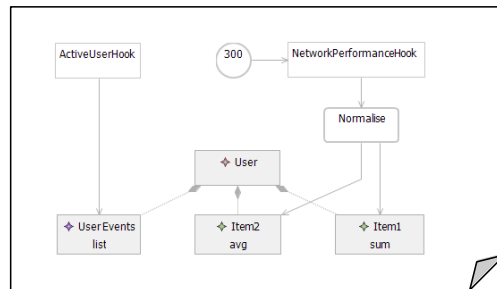 ActiveUserHook
300
NetworkPerformanceHook
Normalise
User
UserEvents
list
Item2
avg
Item1
sum